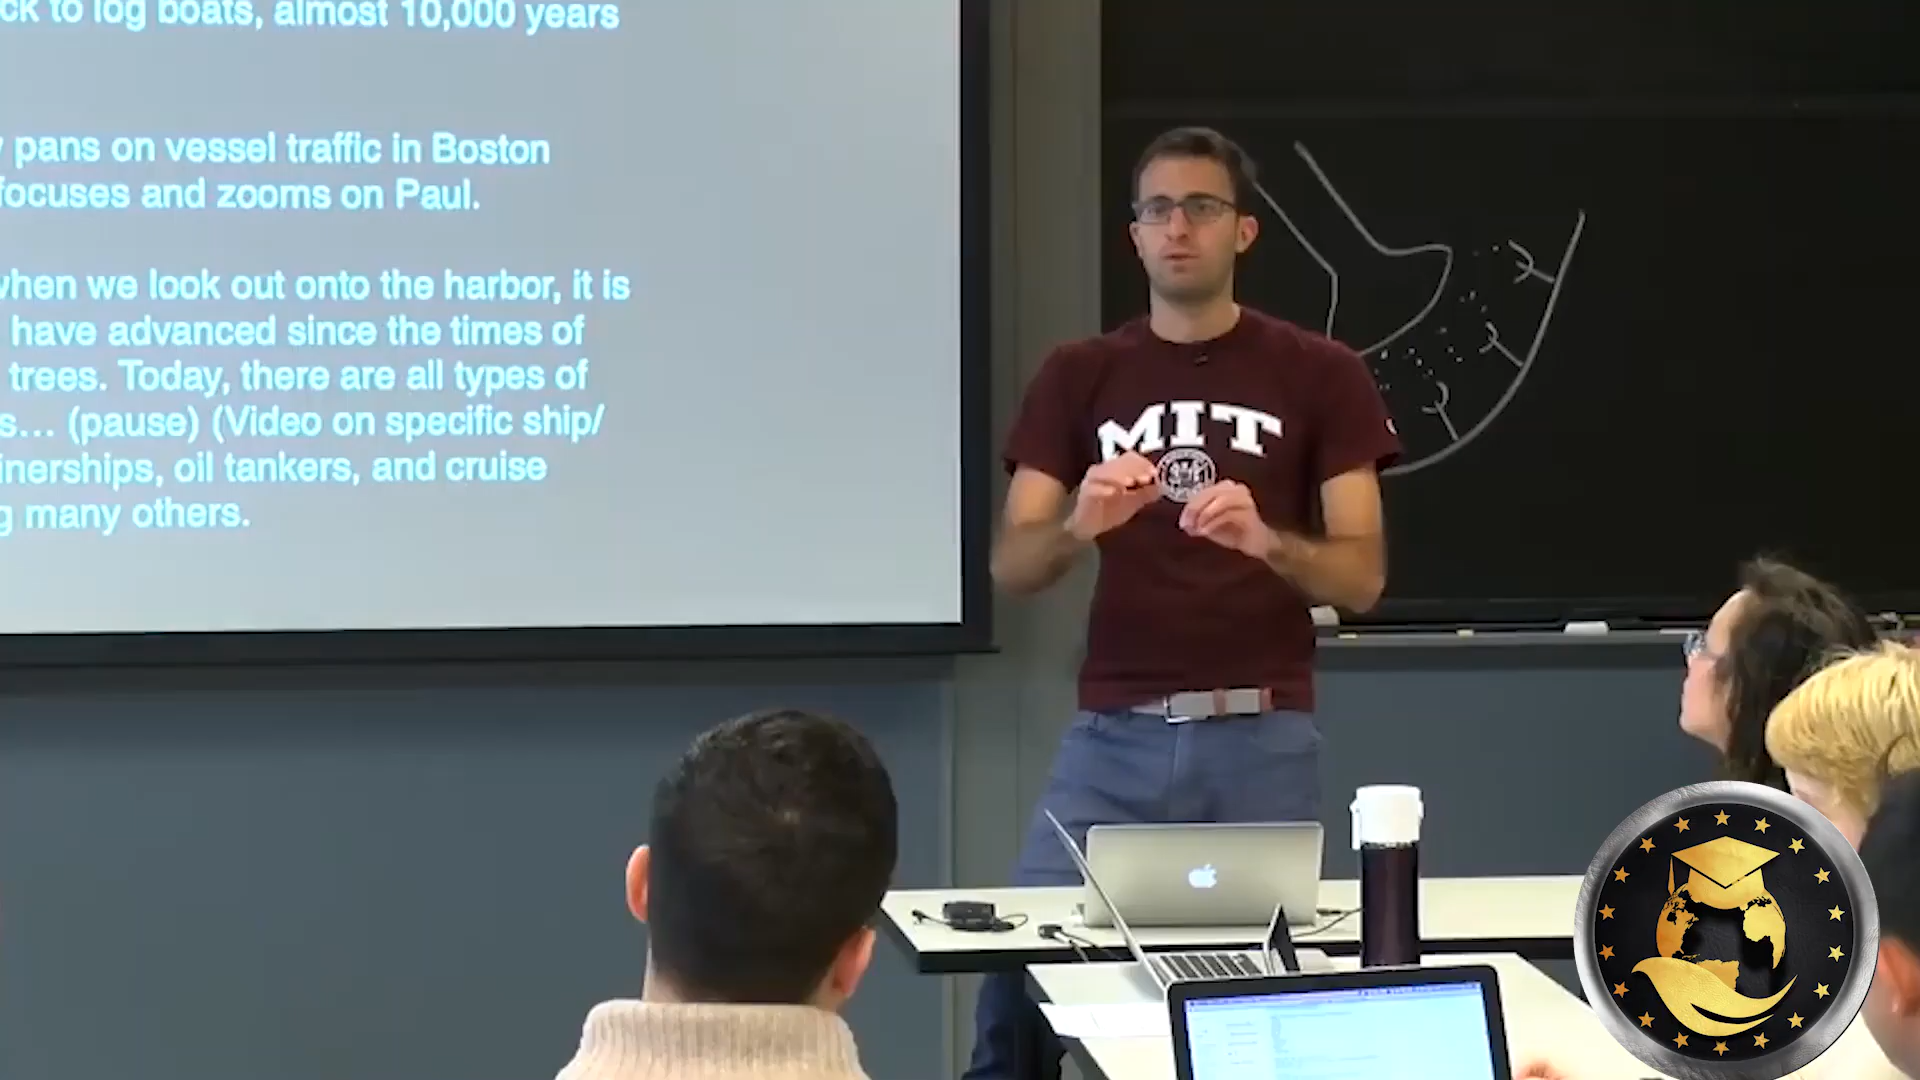 ck to log boats, almost 10,000 years
pans on vessel traffic in Boston
focuses and zooms on Paul.
when we look out onto the harbor, it is
have advanced since the times of
trees. Today, there are all types of
s... (pause) (Video on specific ship/
inerships, oil tankers, and cruise
g many others.
MIT